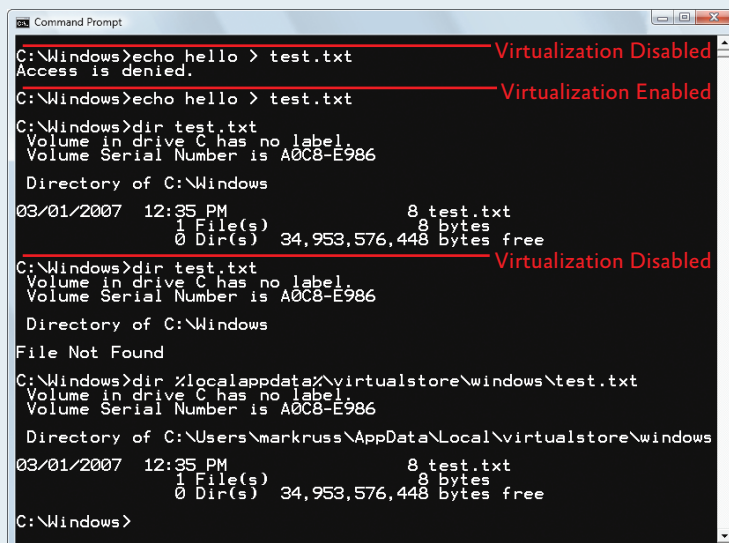 Command Prompt
C:\Windows>echo hello > test.txt Virtualization Disabled
Access is denied.
C:\Windows>echo hello > test.txt Virtualization Enabled
C:\Windows>dir test.txt
Volume in drive C has no label.
Volume Serial Number is A0C8-E986
Directory of C:\Windows
03/01/2007 12:35 PM 8 test.txt
1 File(s) 8 bytes
0 Dir(s) 34,953,576,448 bytes free
C:\Windows>dir test.txt Virtualization Disabled
Volume in drive C has no label.
Volume Serial Number is A0C8-E986
Directory of C:\Windows
File Not Found
C:\Windows>dir %localappdata%\virtualstore\windows\test.txt
Volume in drive C has no label.
Volume Serial Number is A0C8-E986
Directory of C:\Users\markruss\AppData\Local\virtualstore\windows
03/01/2007 12:35 PM 8 test.txt
1 File(s) 8 bytes
0 Dir(s) 34,953,576,448 bytes free
C:\Windows>